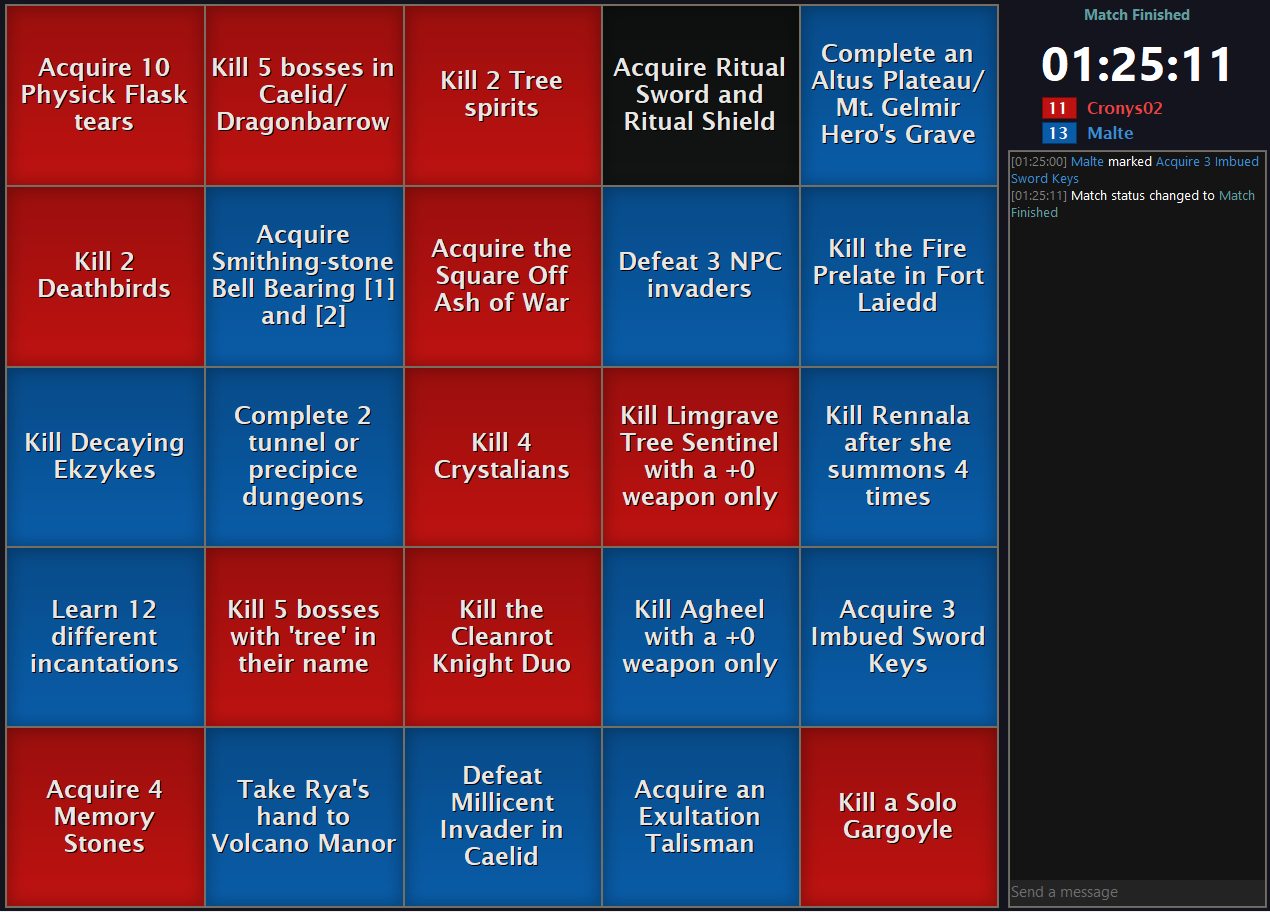 Acquire 10
Physick Flask
tears
Kill 5 bosses in
Caelid/
Dragonbarrow
Kill 2 Tree
spirits
Acquire Ritual
Sword and
Ritual Shield
Complete an
Altus Plateau/
Mt. Gelmir
Hero's Grave
Kill 2
Deathbirds
Acquire
Smithing-stone
Bell Bearing [1]
and [2]
Acquire the
Square Off
Ash of War
Defeat 3 NPC
invaders
Kill the Fire
Prelate in Fort
Laiedd
Kill Decaying
Ekzykes
Complete 2
tunnel or
precipice
dungeons
Kill 4
Crystalians
Kill Limgrave
Tree Sentinel
with a +0
weapon only
Kill Rennala
after she
summons 4
times
Learn 12
different
incantations
Kill 5 bosses
with 'tree' in
their name
Kill the
Cleanrot
Knight Duo
Kill Agheel
with a +0
weapon only
Acquire 3
Imbued Sword
Keys
Acquire 4
Memory
Stones
Take Rya's
hand to
Volcano Manor
Defeat
Millicent
Invader in
Caelid
Acquire an
Exultation
Talisman
Kill a Solo
Gargoyle
Match Finished
01:25:11
11 Cronys02
13 Malte
[01:25:00] Malte marked Acquire 3 Imbued
Sword Keys
[01:25:11] Match status changed to Match
Finished
Send a message